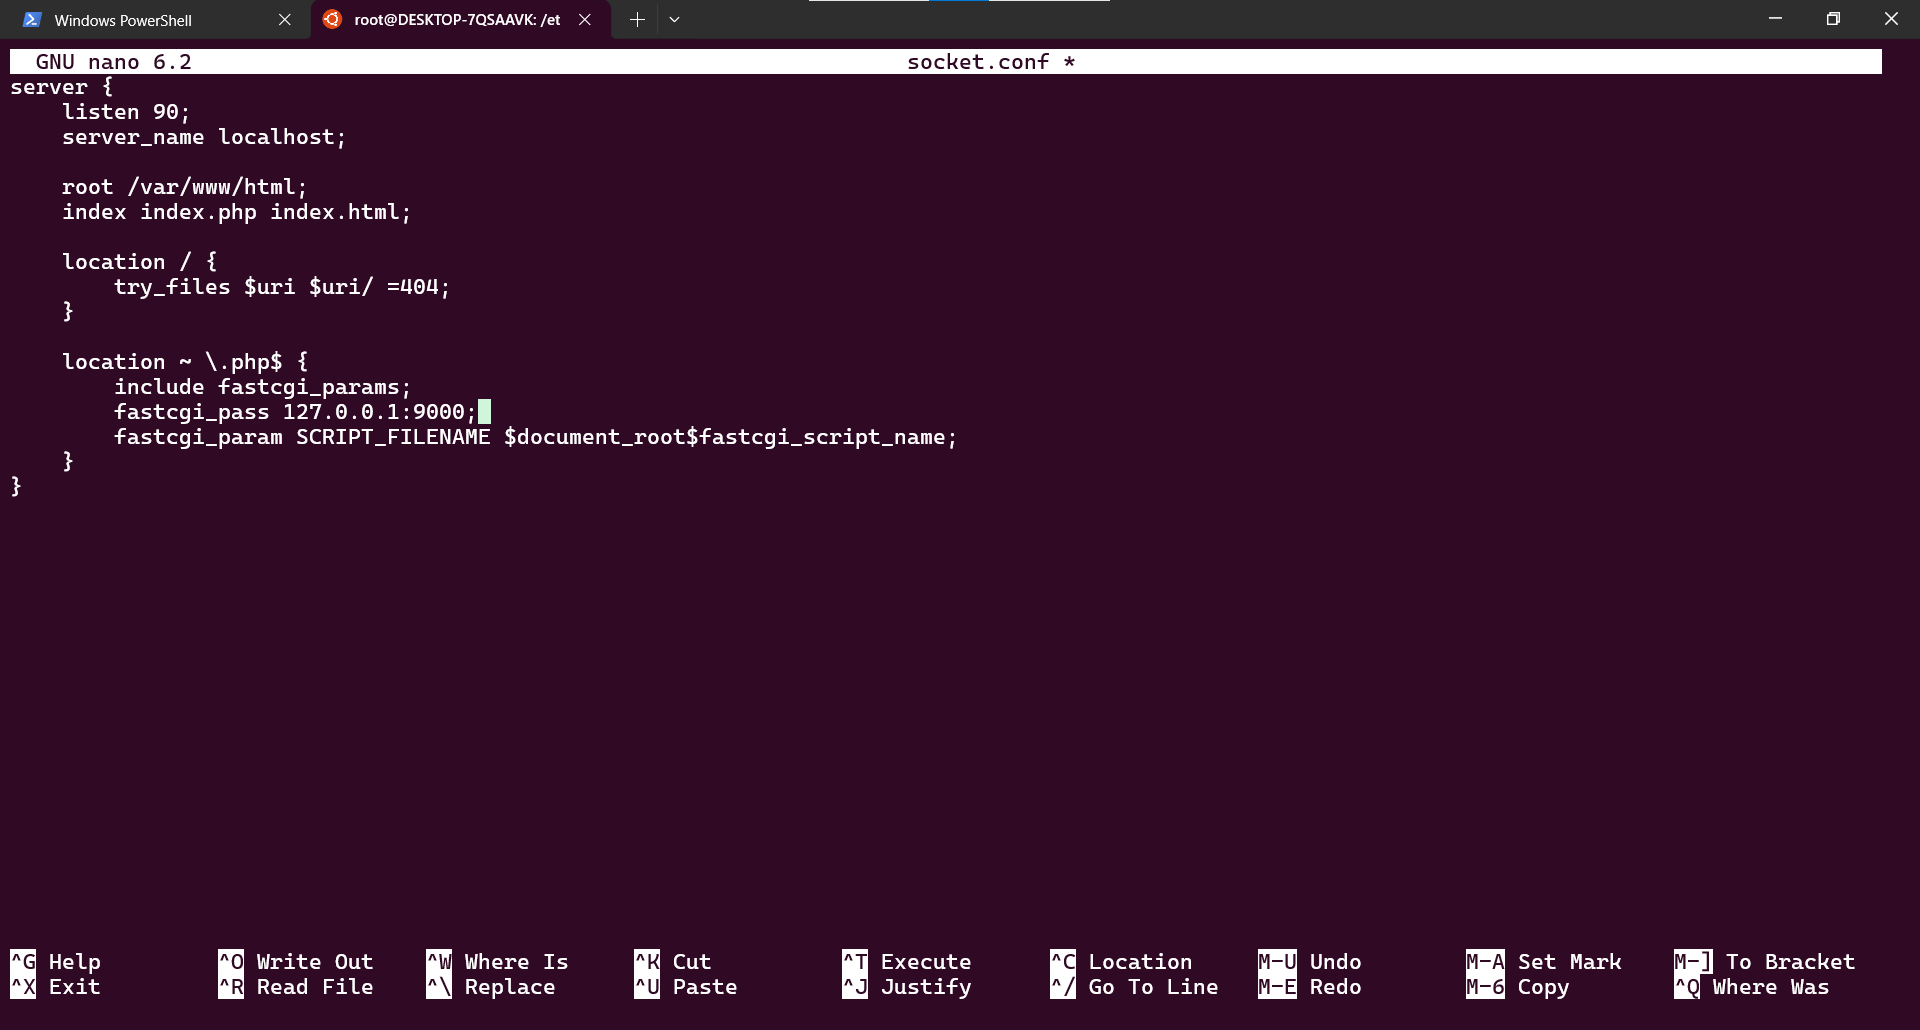 Windows PowerShell
root@DESKTOP-7QSAAVK: /et
GNU nano 6.2 socket.conf *
server {
    listen 90;
    server_name localhost;

    root /var/www/html;
    index index.php index.html;

    location / {
        try_files $uri $uri/ =404;
    }

    location ~ \.php$ {
        include fastcgi_params;
        fastcgi_pass 127.0.0.1:9000;
        fastcgi_param SCRIPT_FILENAME $document_root$fastcgi_script_name;
    }
}
^G Help ^O Write Out ^W Where Is ^K Cut ^T Execute ^C Location M-U Undo M-A Set Mark M-] To Bracket
^X Exit ^R Read File ^\ Replace ^U Paste ^J Justify ^/ Go To Line M-E Redo M-6 Copy ^Q Where Was